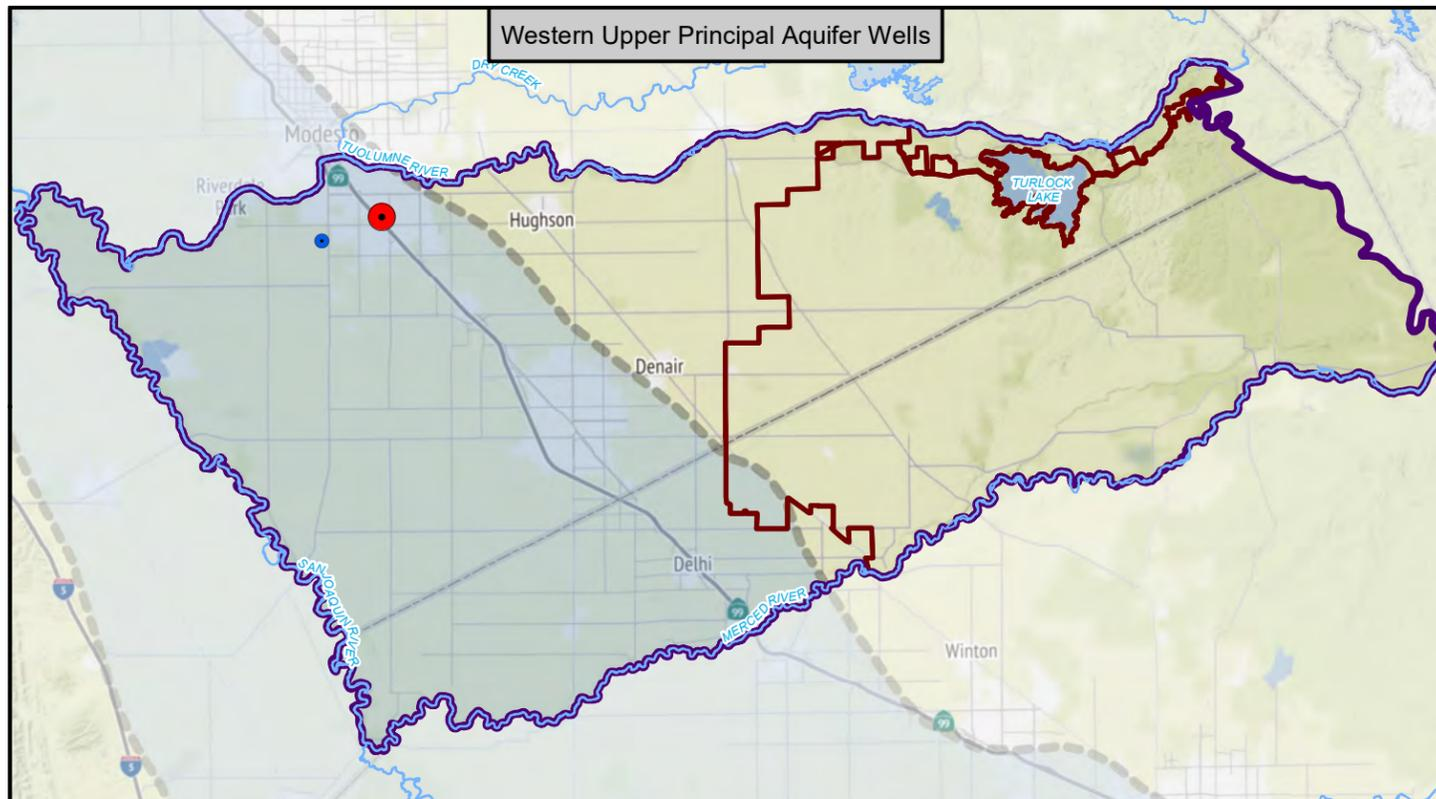 Western Upper Principal Aquifer Wells
DRY CREEK
Modesto
TUOLUMNE RIVER
99
Riverdale
Park
Hughson
TURLOCK
LAKE
Denair
Delhi
SAN JOAQUIN RIVER
5
99
MERCED RIVER
Winton
99
5